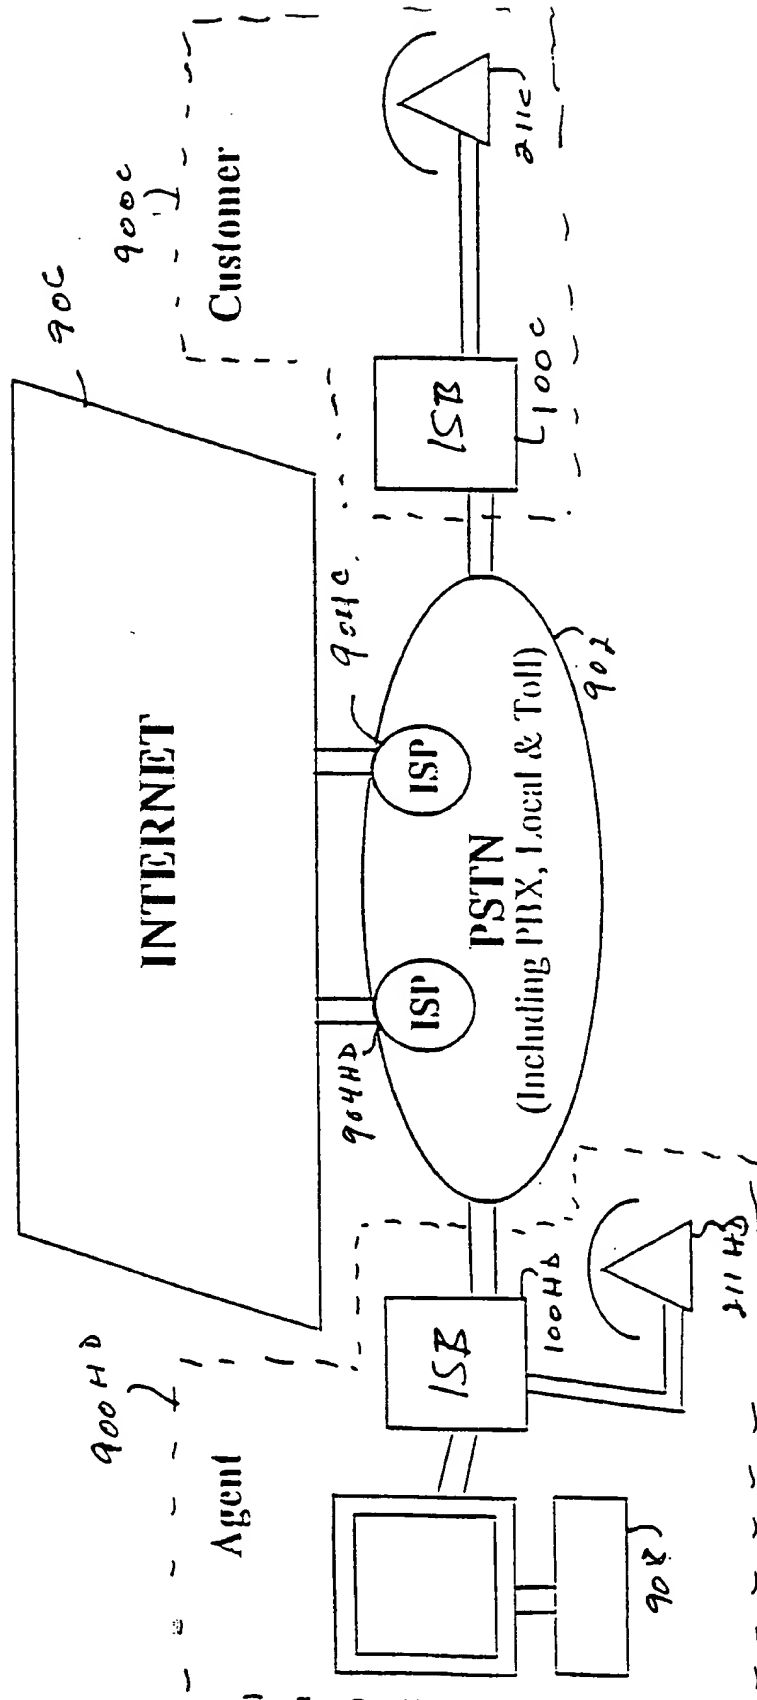 900HD
Agent
908
ISB
100HD
211HD
INTERNET
90C
904HD
ISP
904C
ISP
PSTN
(Including PBX, Local & Toll)
902
900C
Customer
ISB
100C
211C